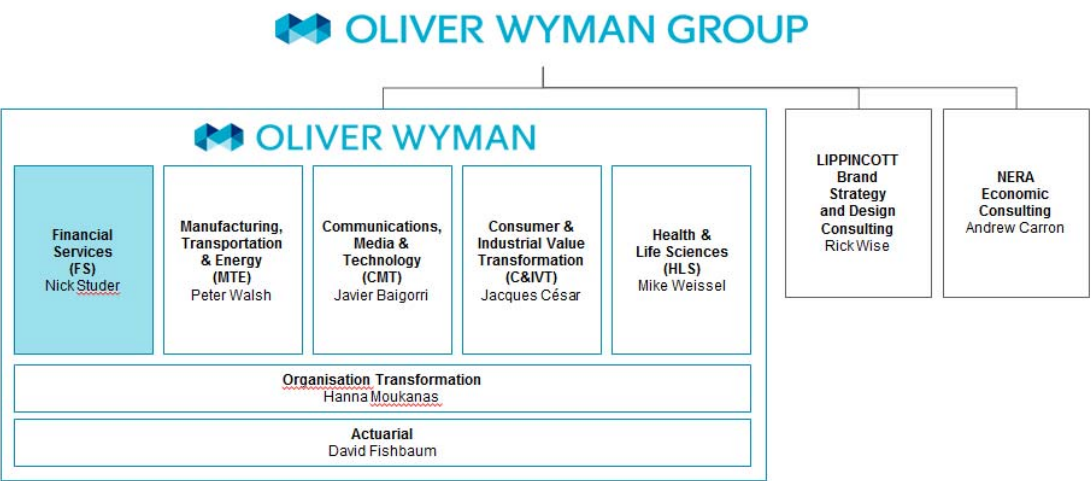 OLIVER WYMAN GROUP
OLIVER WYMAN
Financial
Services
(FS)
Nick Studer
Manufacturing,
Transportation
& Energy
(MTE)
Peter Walsh
Communications,
Media &
Technology
(CMT)
Javier Baigorri
Consumer &
Industrial Value
Transformation
(C&IVT)
Jacques César
Health &
Life Sciences
(HLS)
Mike Weissel
Organisation Transformation
Hanna Moukanas
Actuarial
David Fishbaum
LIPPINCOTT
Brand
Strategy
and Design
Consulting
Rick Wise
NERA
Economic
Consulting
Andrew Carron